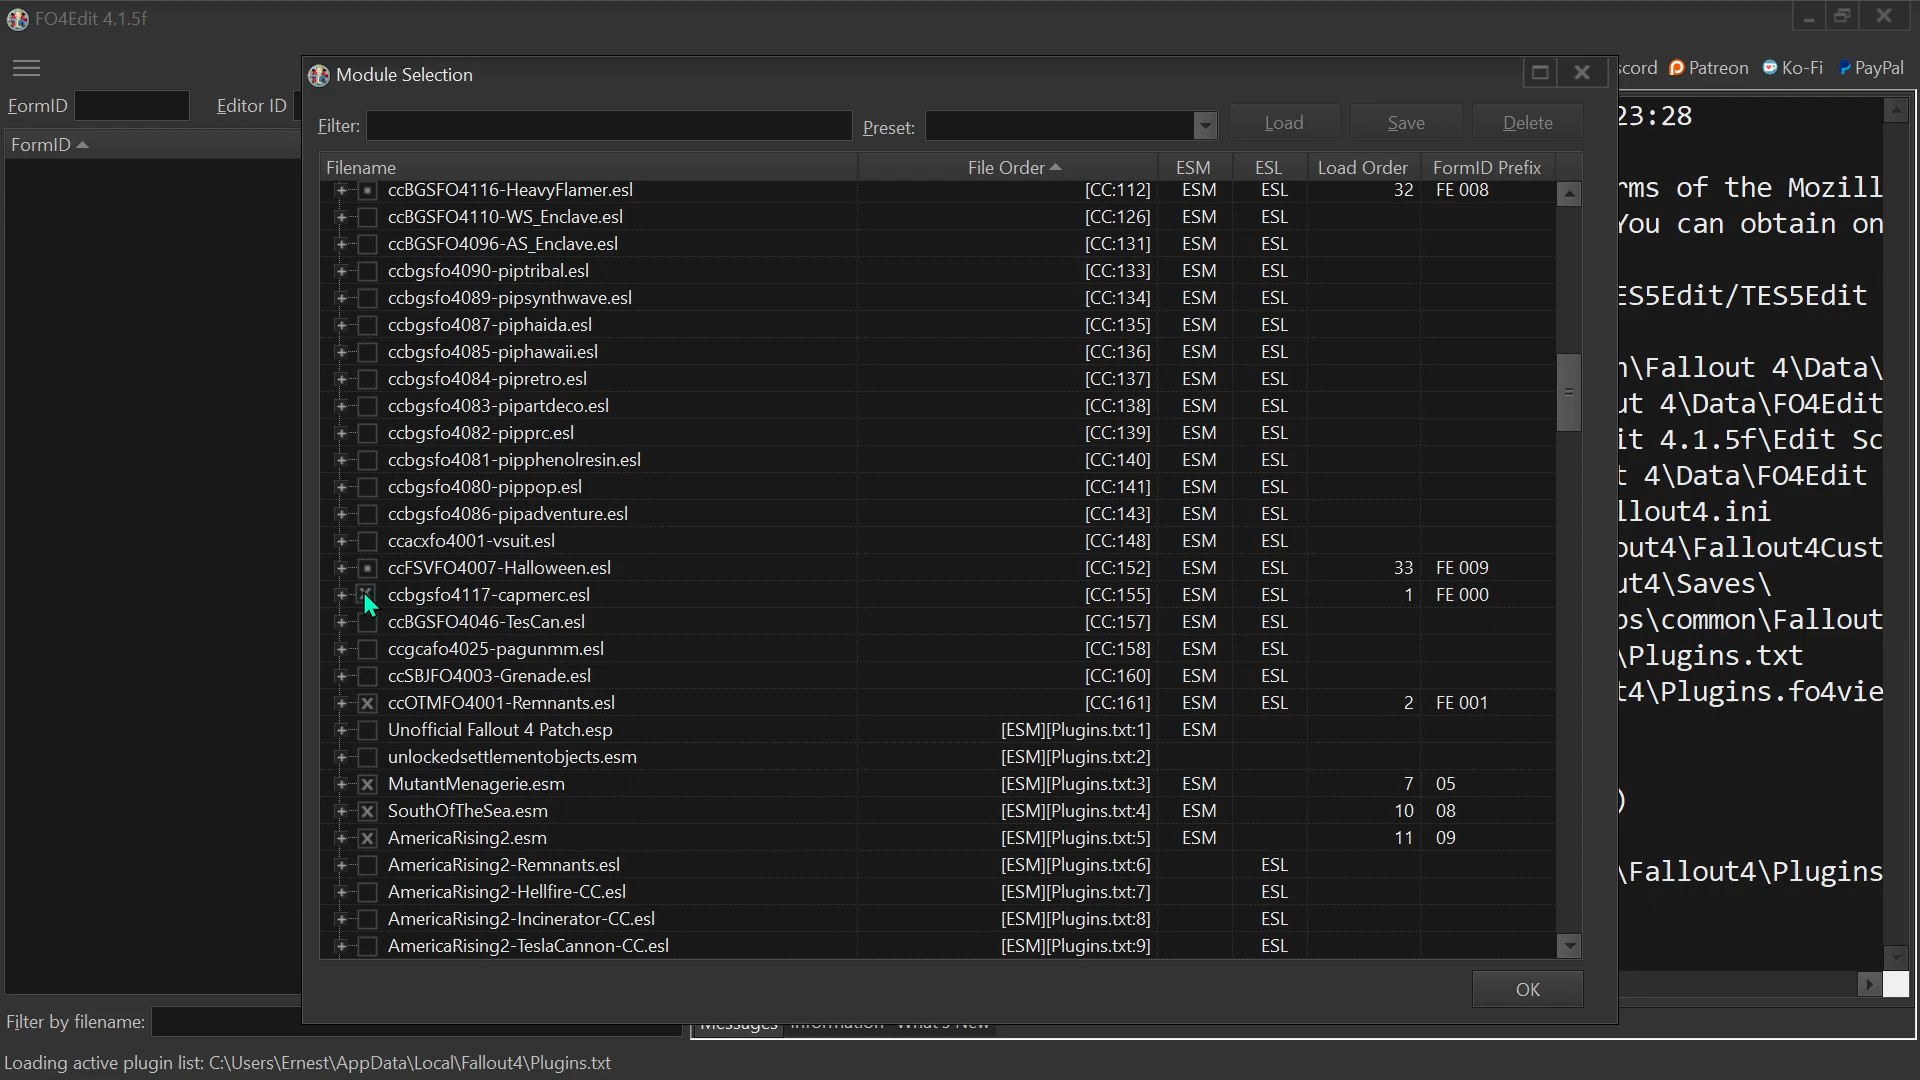 FO4Edit 4.1.5f
Module Selection
scord Patreon Ko-Fi PayPal
FormID Editor ID
Filter: Preset: Load Save Delete
FormID
Filename File Order ESM ESL Load Order FormID Prefix
ccBGSFO4116-HeavyFlamer.esl [CC:112] ESM ESL 32 FE 008
ccBGSFO4110-WS_Enclave.esl [CC:126] ESM ESL
ccBGSFO4096-AS_Enclave.esl [CC:131] ESM ESL
ccbgsfo4090-piptribal.esl [CC:133] ESM ESL
ccbgsfo4089-pipsynthwave.esl [CC:134] ESM ESL
ccbgsfo4087-piphaida.esl [CC:135] ESM ESL
ccbgsfo4085-piphawaii.esl [CC:136] ESM ESL
ccbgsfo4084-pipretro.esl [CC:137] ESM ESL
ccbgsfo4083-pipartdeco.esl [CC:138] ESM ESL
ccbgsfo4082-pipprc.esl [CC:139] ESM ESL
ccbgsfo4081-pipphenolresin.esl [CC:140] ESM ESL
ccbgsfo4080-pippop.esl [CC:141] ESM ESL
ccbgsfo4086-pipadventure.esl [CC:143] ESM ESL
ccacxfo4001-vsuit.esl [CC:148] ESM ESL
ccFSVFO4007-Halloween.esl [CC:152] ESM ESL 33 FE 009
ccbgsfo4117-capmerc.esl [CC:155] ESM ESL 1 FE 000
ccBGSFO4046-TesCan.esl [CC:157] ESM ESL
ccgcafo4025-pagunmm.esl [CC:158] ESM ESL
ccSBJFO4003-Grenade.esl [CC:160] ESM ESL
ccOTMFO4001-Remnants.esl [CC:161] ESM ESL 2 FE 001
Unofficial Fallout 4 Patch.esp [ESM][Plugins.txt:1] ESM
unlockedsettlementobjects.esm [ESM][Plugins.txt:2]
MutantMenagerie.esm [ESM][Plugins.txt:3] ESM 7 05
SouthOfTheSea.esm [ESM][Plugins.txt:4] ESM 10 08
AmericaRising2.esm [ESM][Plugins.txt:5] ESM 11 09
AmericaRising2-Remnants.esl [ESM][Plugins.txt:6] ESL
AmericaRising2-Hellfire-CC.esl [ESM][Plugins.txt:7] ESL
AmericaRising2-Incinerator-CC.esl [ESM][Plugins.txt:8] ESL
AmericaRising2-TeslaCannon-CC.esl [ESM][Plugins.txt:9] ESL
OK
23:28
rms of the Mozill
You can obtain on
ES5Edit/TES5Edit
n\Fallout 4\Data\
ut 4\Data\FO4Edit
it 4.1.5f\Edit Sc
t 4\Data\FO4Edit
llout4.ini
out4\Fallout4Cust
ut4\Saves\
ps\common\Fallout
\Plugins.txt
t4\Plugins.fo4vie
)
\Fallout4\Plugins
Filter by filename:
Messages Information What's New
Loading active plugin list: C:\Users\Ernest\AppData\Local\Fallout4\Plugins.txt